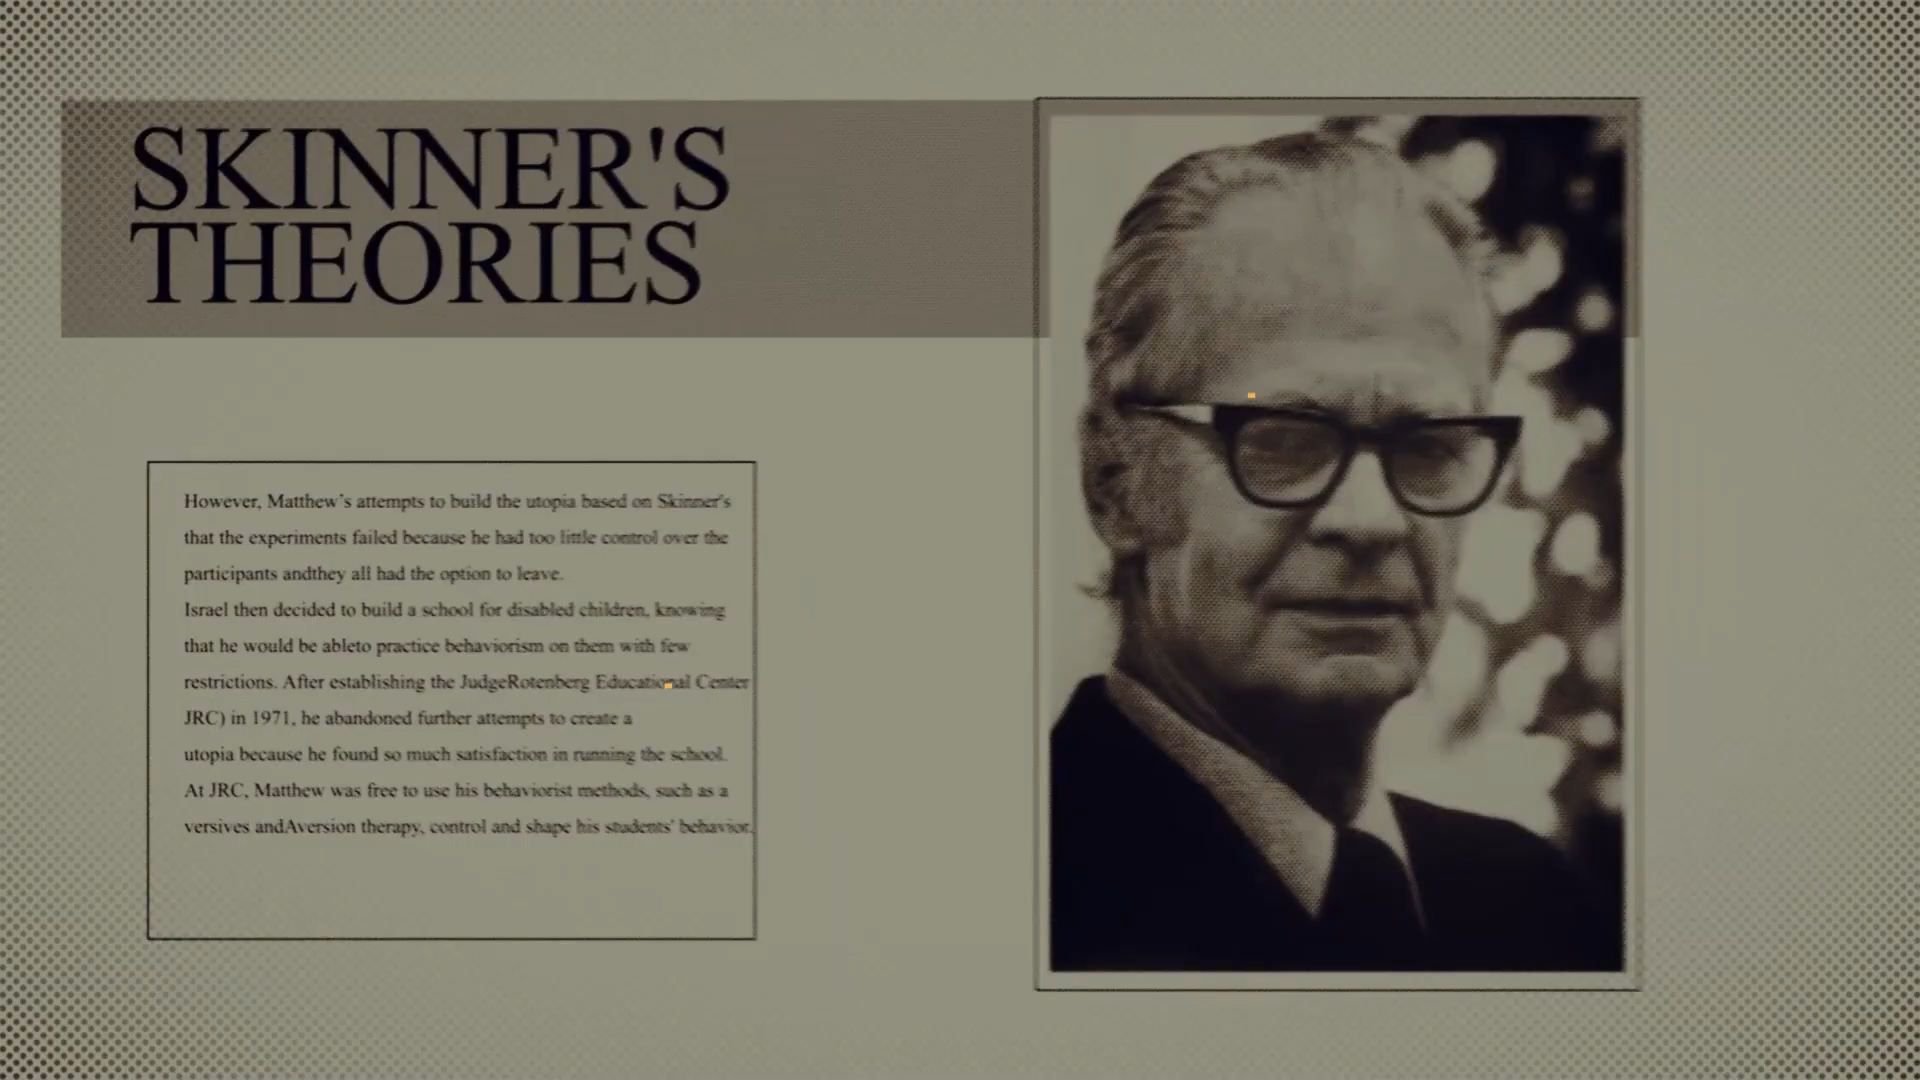 SKINNER'S
THEORIES
However, Matthew's attempts to build the utopia based on Skinner's
that the experiments failed because he had too little control over the
participants andthey all had the option to leave.
Israel then decided to build a school for disabled children, knowing
that he would be ableto practice behaviorism on them with few
restrictions. After establishing the JudgeRotenberg Educational Center
JRC) in 1971, he abandoned further attempts to create a
utopia because he found so much satisfaction in running the school.
At JRC, Matthew was free to use his behaviorist methods, such as a
versives andAversion therapy, control and shape his students' behavior.